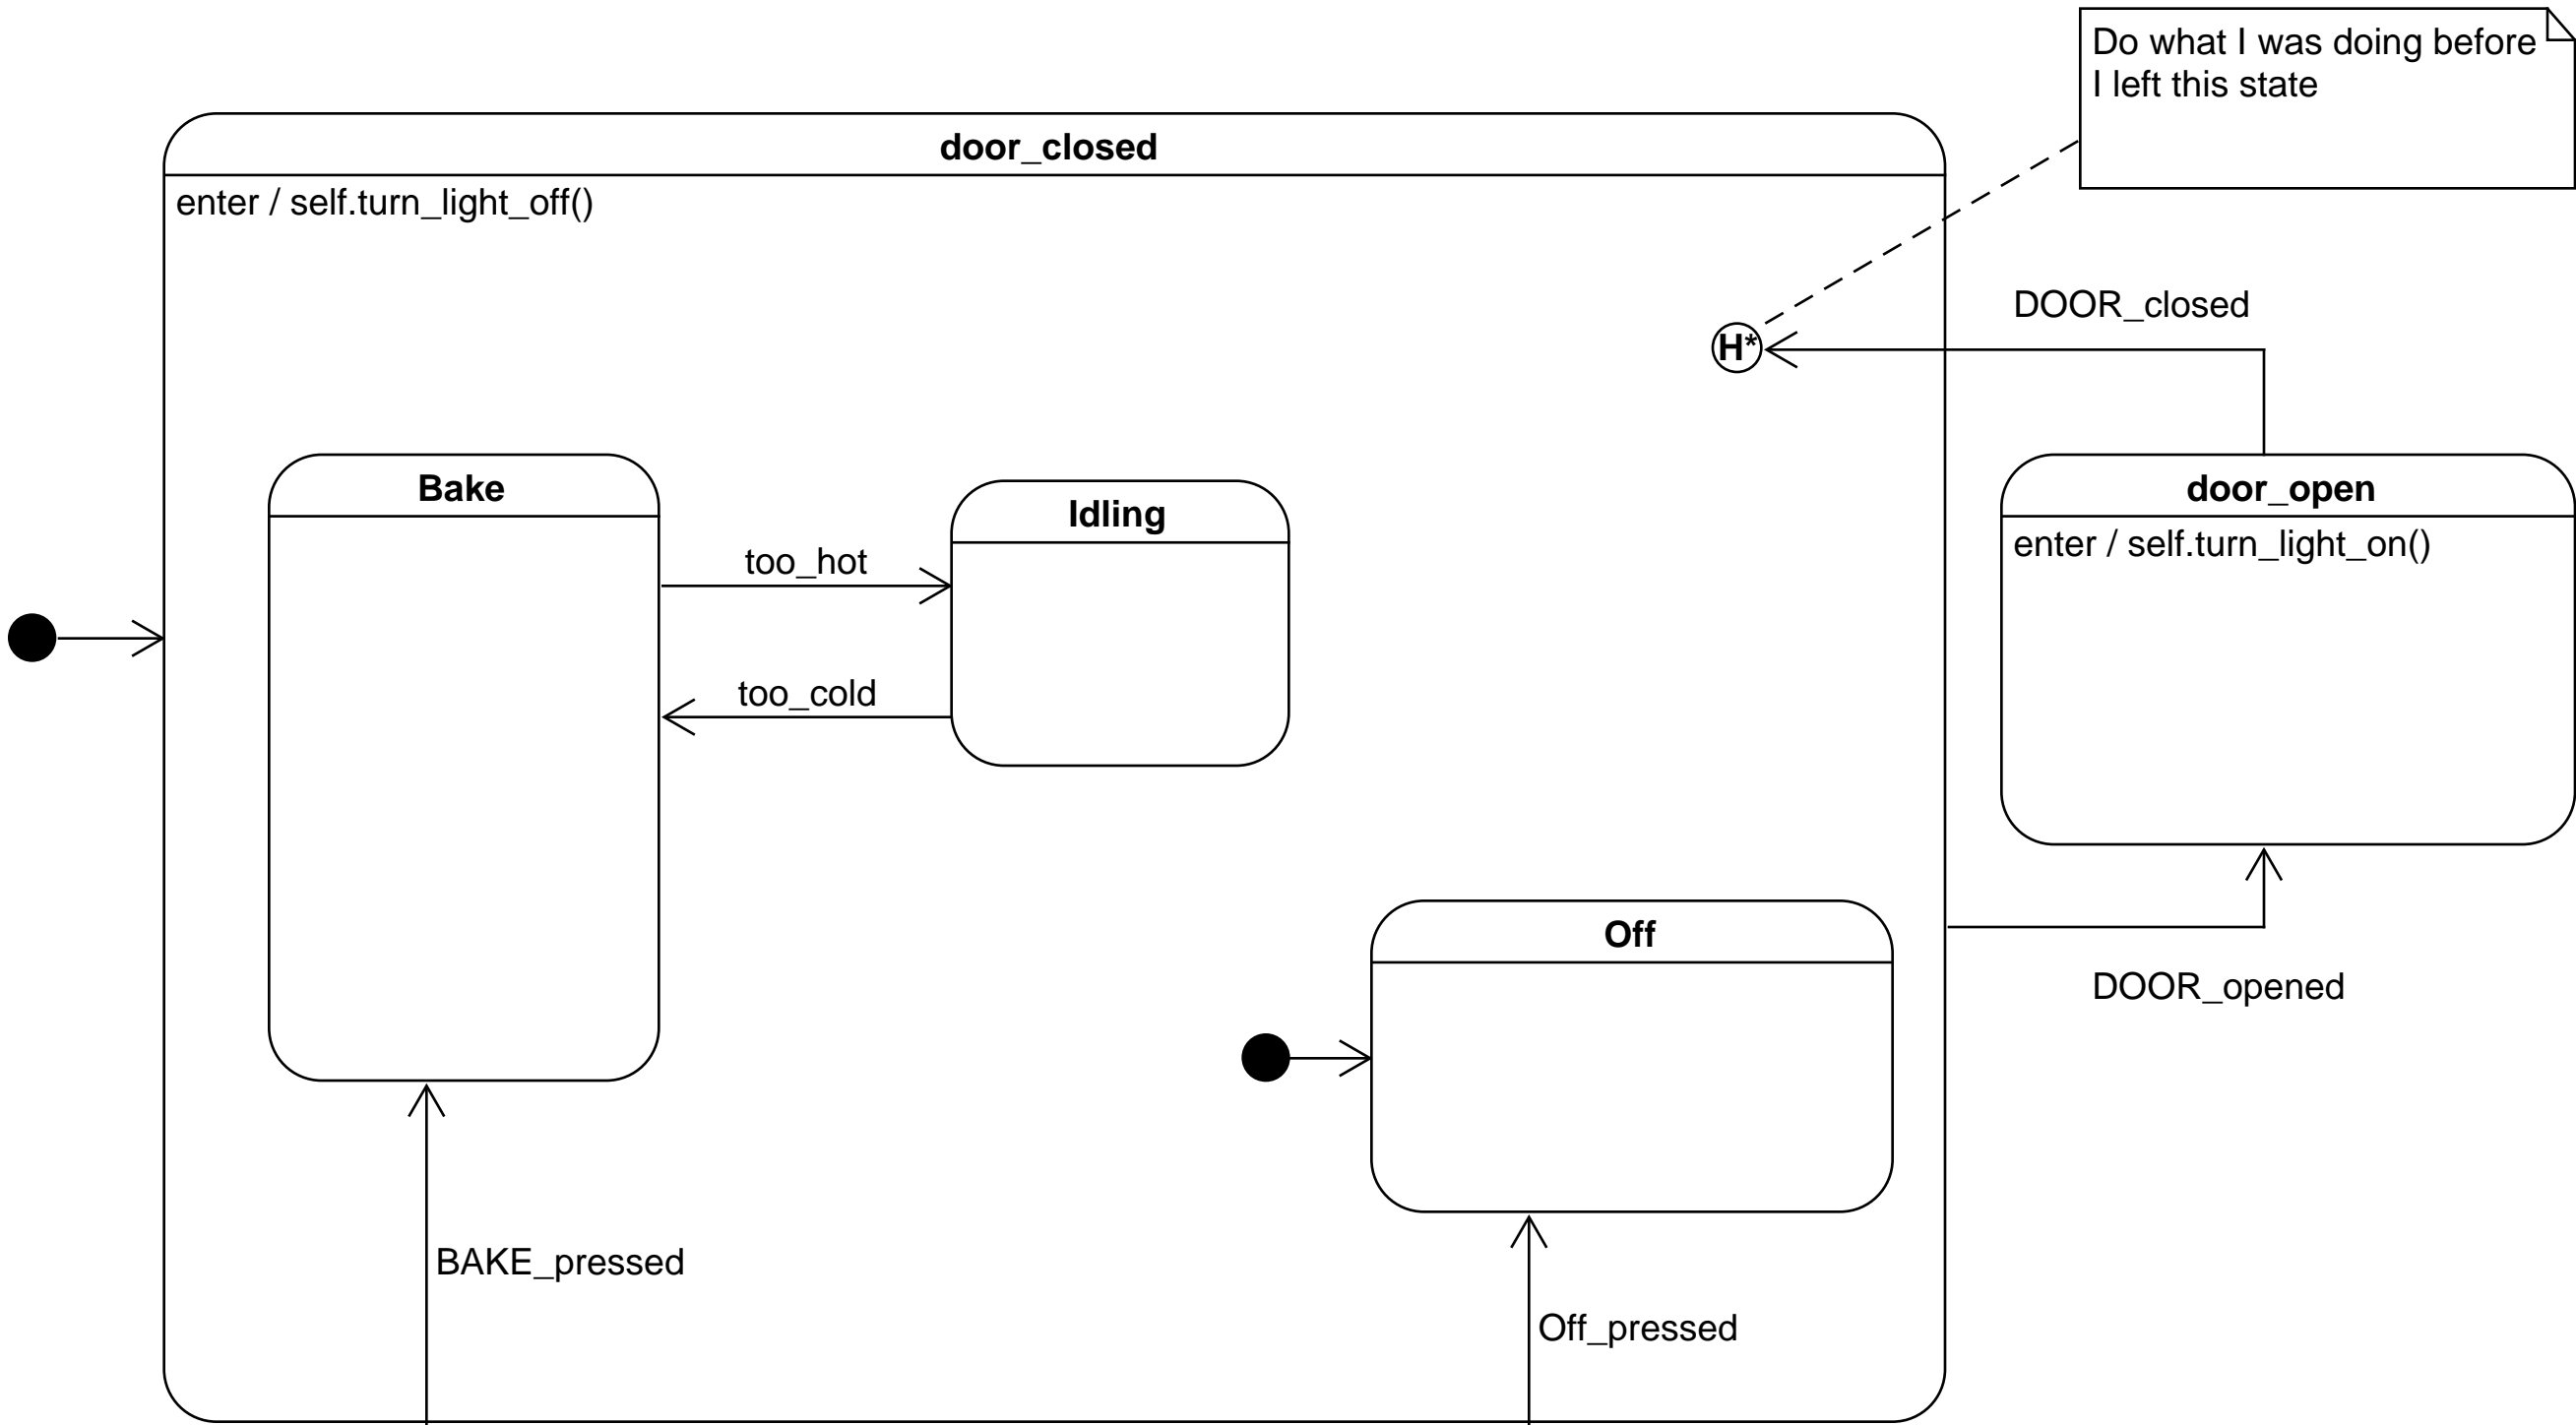 Do what I was doing before
I left this state
door_closed
enter / self.turn_light_off()
DOOR_closed
H*
Bake
Idling
door_open
enter / self.turn_light_on()
too_hot
too_cold
Off
DOOR_opened
BAKE_pressed
Off_pressed